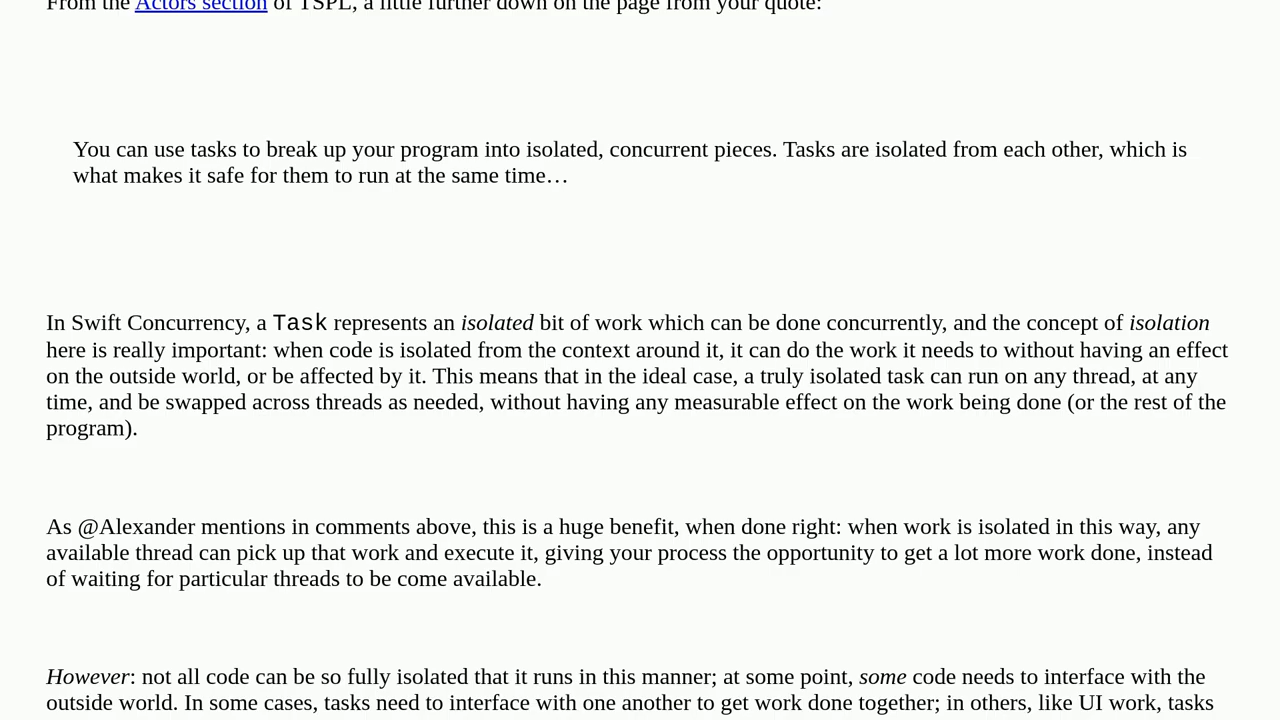 From the Actors section of TSPL, a little further down on the page from your quote:
You can use tasks to break up your program into isolated, concurrent pieces. Tasks are isolated from each other, which is
what makes it safe for them to run at the same time…
In Swift Concurrency, a Task represents an isolated bit of work which can be done concurrently, and the concept of isolation
here is really important: when code is isolated from the context around it, it can do the work it needs to without having an effect
on the outside world, or be affected by it. This means that in the ideal case, a truly isolated task can run on any thread, at any
time, and be swapped across threads as needed, without having any measurable effect on the work being done (or the rest of the
program).
As @Alexander mentions in comments above, this is a huge benefit, when done right: when work is isolated in this way, any
available thread can pick up that work and execute it, giving your process the opportunity to get a lot more work done, instead
of waiting for particular threads to be come available.
However: not all code can be so fully isolated that it runs in this manner; at some point, some code needs to interface with the
outside world. In some cases, tasks need to interface with one another to get work done together; in others, like UI work, tasks